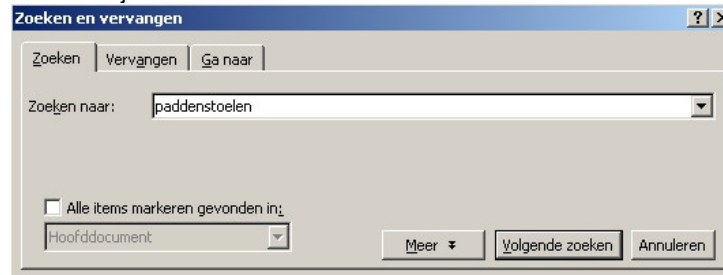 Zoeken en vervangen
Zoeken Vervangen Ga naar
Zoeken naar: paddenstoelen
Alle items markeren gevonden in:
Hoofddocument
Meer Volgende zoeken Annuleren